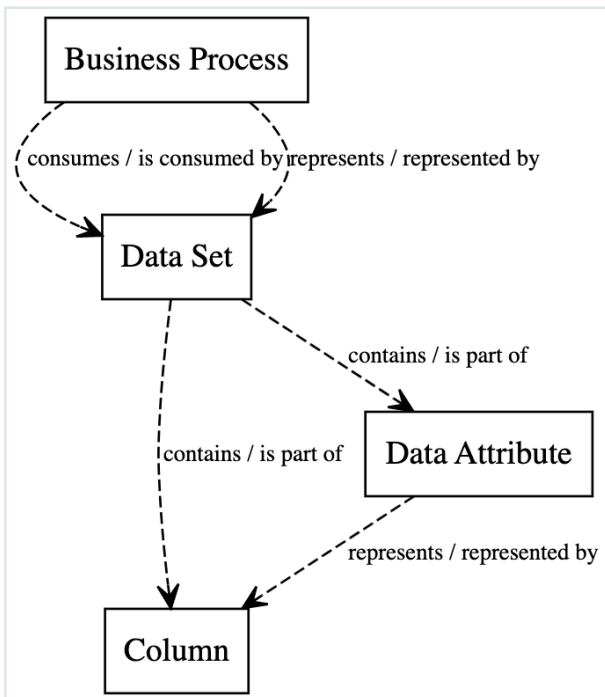 Business Process
consumes / is consumed by
represents / represented by
Data Set
contains / is part of
Data Attribute
contains / is part of
represents / represented by
Column